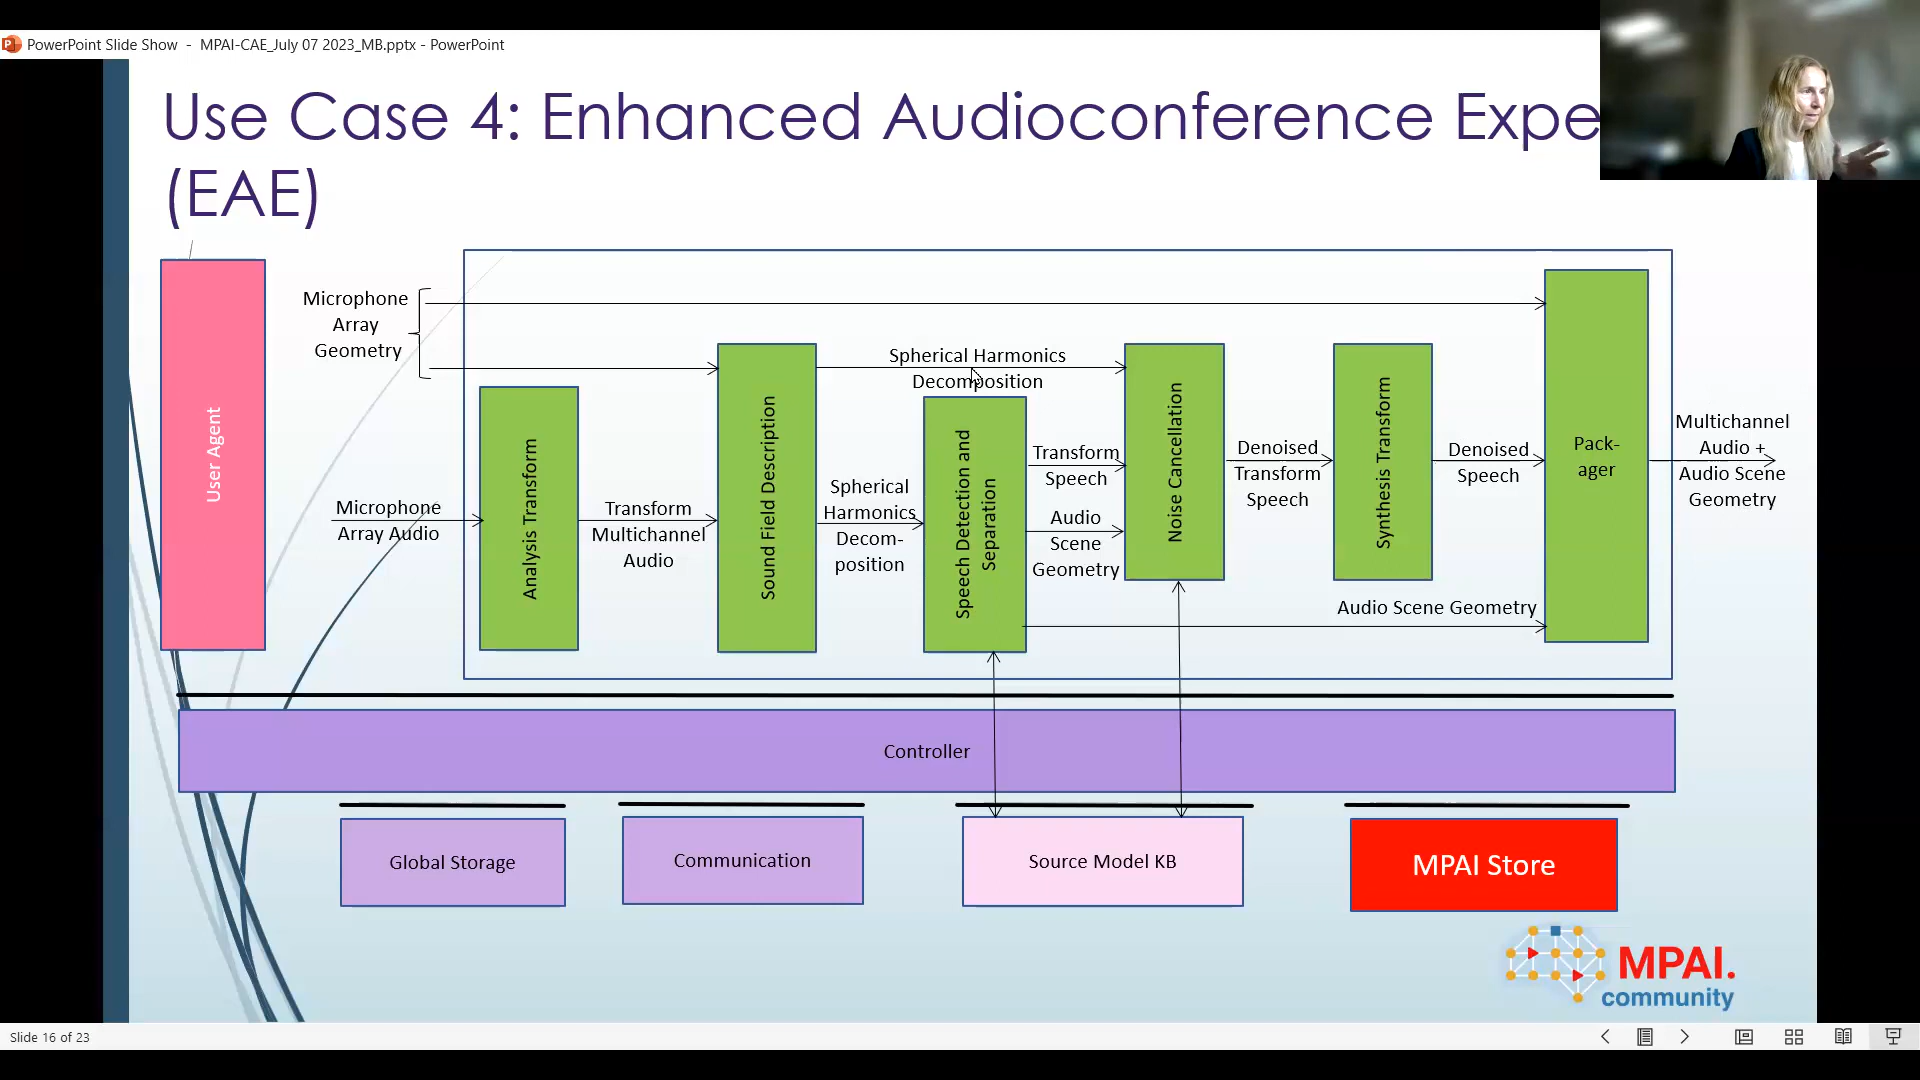 PowerPoint Slide Show - MPAI-CAE_July 07 2023_MB.pptx - PowerPoint
Use Case 4: Enhanced Audioconference Expe
(EAE)
User Agent
Microphone
Array
Geometry
Microphone
Array Audio
Analysis Transform
Transform
Multichannel
Audio
Sound Field Description
Spherical Harmonics
Decomposition
Spherical
Harmonics
Decom-
position
Speech Detection and
Separation
Transform
Speech
Audio
Scene
Geometry
Noise Cancellation
Denoised
Transform
Speech
Synthesis Transform
Denoised
Speech
Audio Scene Geometry
Pack-
ager
Multichannel
Audio +
Audio Scene
Geometry
Controller
Global Storage
Communication
Source Model KB
MPAI Store
MPAI.
community
Slide 16 of 23